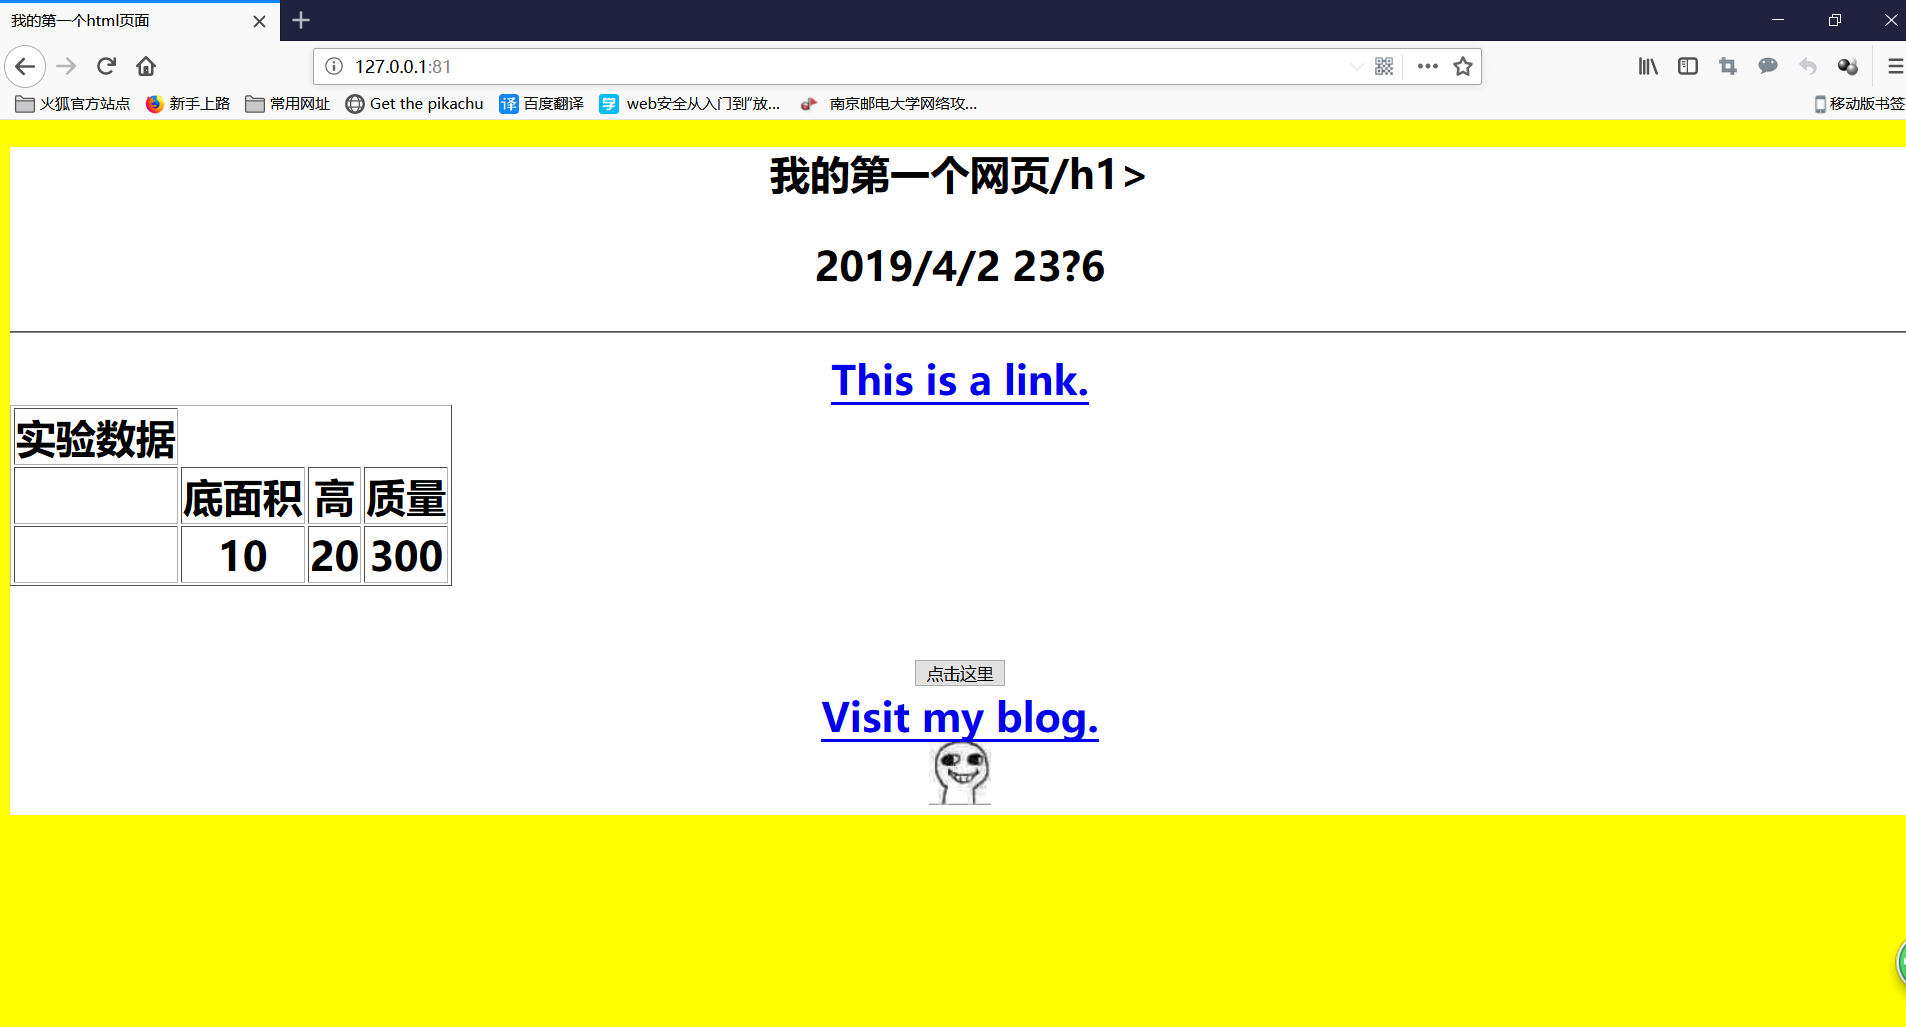 我的第一个html页面
127.0.0.1:81
火狐官方站点 新手上路 常用网址 Get the pikachu 译 百度翻译 学 web安全从入门到“放... 南京邮电大学网络攻... 移动版书签
我的第一个网页/h1>
2019/4/2 23?6
This is a link.
实验数据
底面积 高 质量
10 20 300
点击这里
Visit my blog.